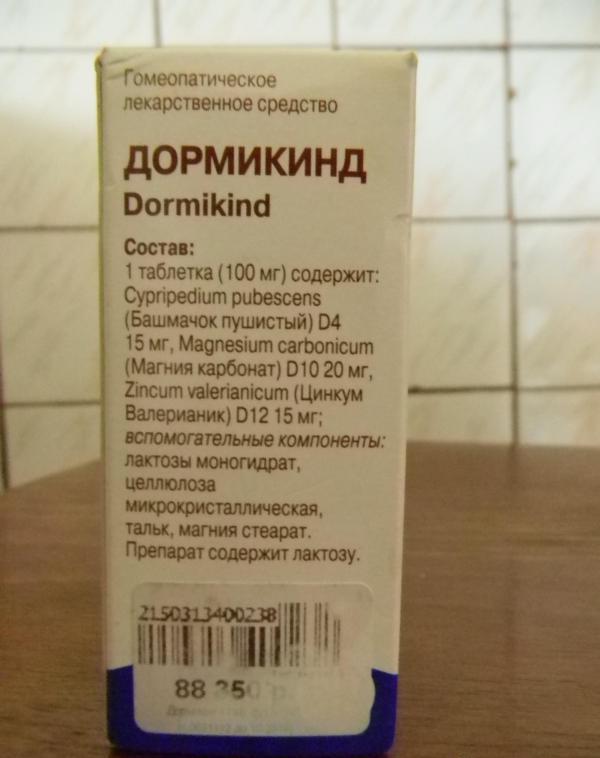 Гомеопатическое
лекарственное средство
ДОРМИКИНД
Dormikind
Состав:
1 таблетка (100 мг) содержит:
Cypripedium pubescens
(Башмачок пушистый) D4
15 мг, Magnesium carbonicum
(Магния карбонат) D10 20 мг,
Zincum valerianicum (Цинкум
Валерианик) D12 15 мг;
вспомогательные компоненты:
лактозы моногидрат,
целлюлоза
микрокристаллическая,
тальк, магния стеарат.
Препарат содержит лактозу.
2150313400238
88 350 р.